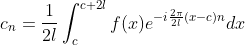 c_n = \frac{1}{2l} \int_c^{c+2l} f(x) e^{-i \frac{2\pi}{2l} (x-c) n} dx